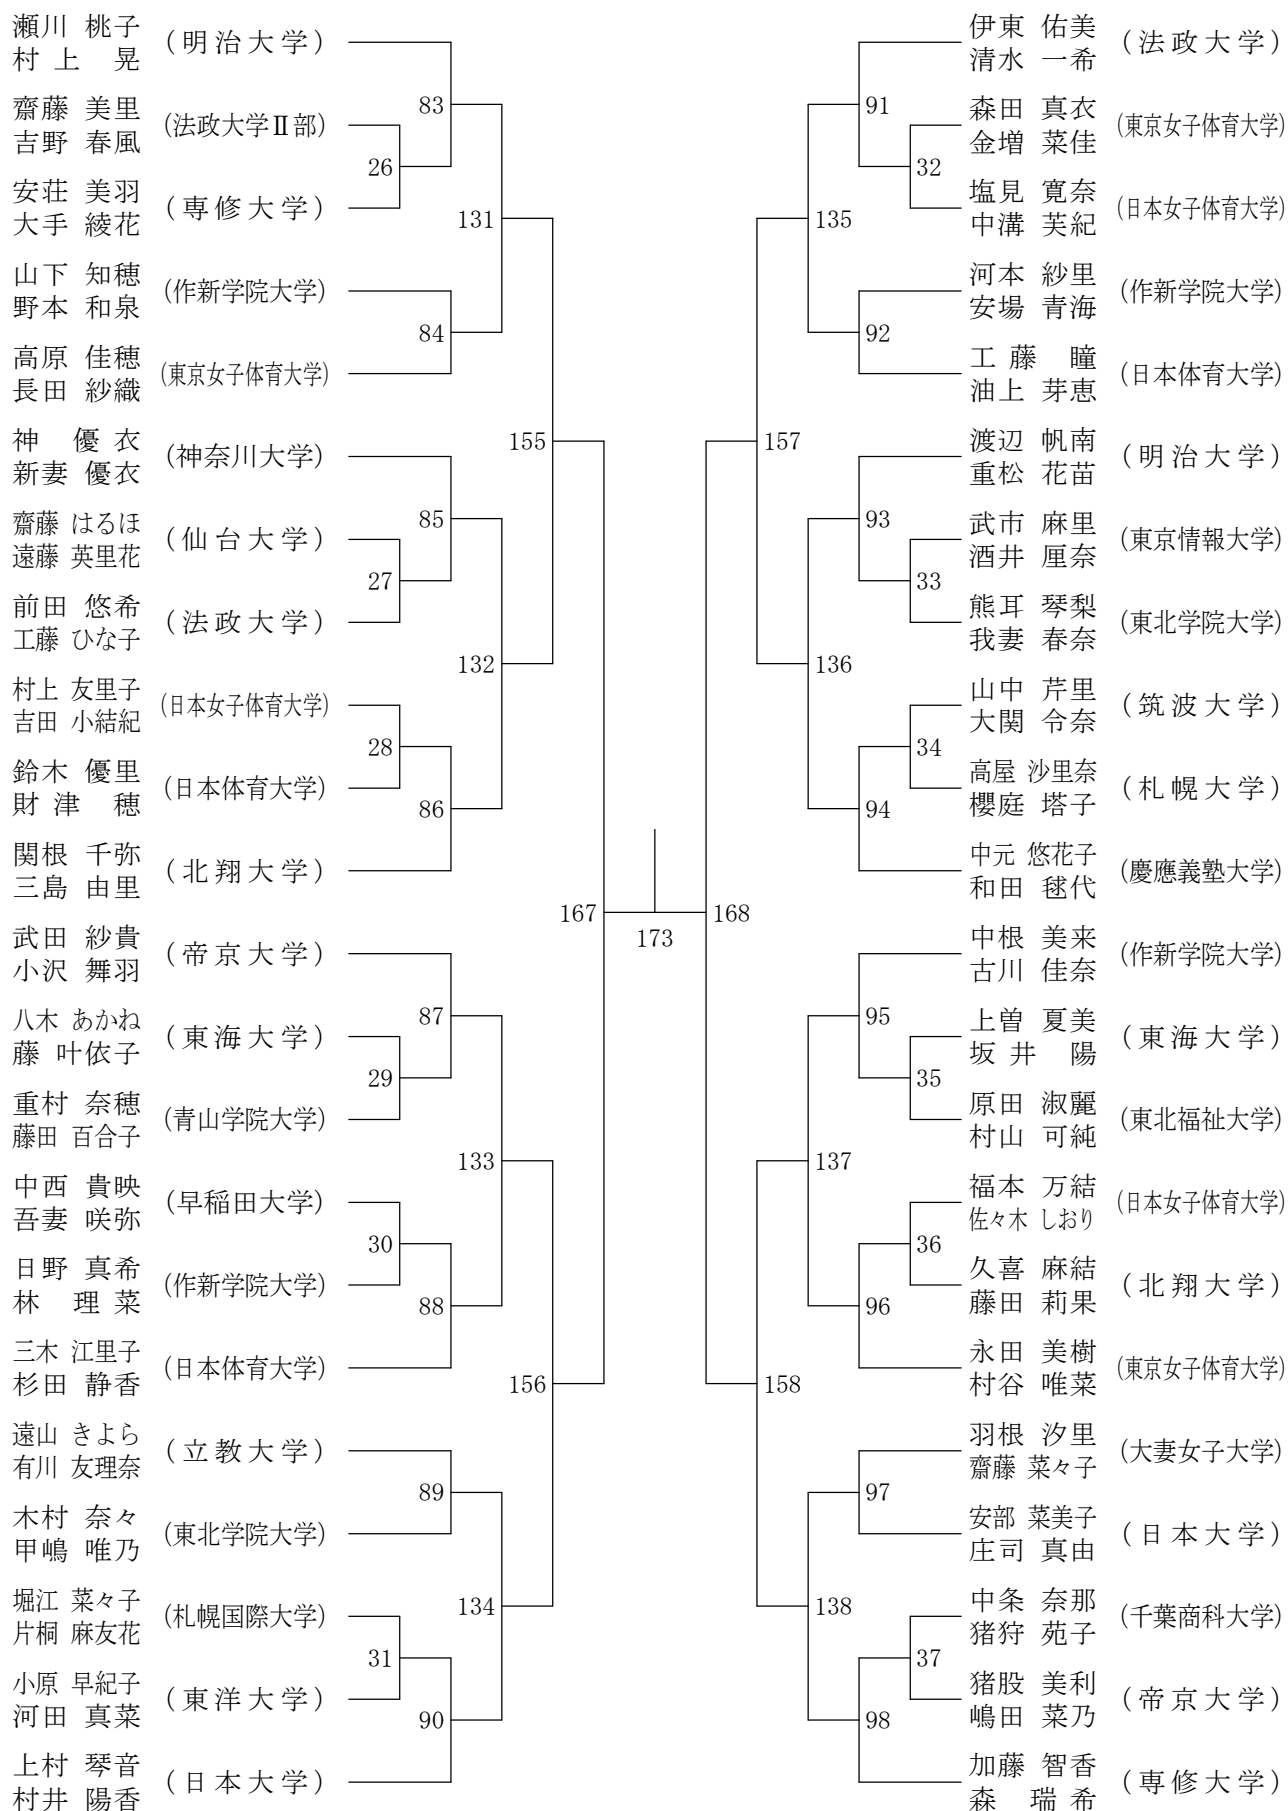 瀬川 桃子
村上 晃 (明治大学)
齋藤 美里
吉野 春風 (法政大学Ⅱ部)
安荘 美羽
大手 綾花 (専修大学)
山下 知穂
野本 和泉 (作新学院大学)
高原 佳穂
長田 紗織 (東京女子体育大学)
神 優衣
新妻 優衣 (神奈川大学)
齋藤 はるほ
遠藤 英里花 (仙台大学)
前田 悠希
工藤 ひな子 (法政大学)
村上 友里子
吉田 小結紀 (日本女子体育大学)
鈴木 優里
財津 穂 (日本体育大学)
関根 千弥
三島 由里 (北翔大学)
武田 紗貴
小沢 舞羽 (帝京大学)
八木 あかね
藤 叶依子 (東海大学)
重村 奈穂
藤田 百合子 (青山学院大学)
中西 貴映
吾妻 咲弥 (早稲田大学)
日野 真希
林 理菜 (作新学院大学)
三木 江里子
杉田 静香 (日本体育大学)
遠山 きよら
有川 友理奈 (立教大学)
木村 奈々
甲嶋 唯乃 (東北学院大学)
堀江 菜々子
片桐 麻友花 (札幌国際大学)
小原 早紀子
河田 真菜 (東洋大学)
上村 琴音
村井 陽香 (日本大学)
83
26
131
84
155
85
27
132
28
86
167
87
29
133
30
88
156
89
134
31
90
173
168
91
32
135
92
157
93
33
136
34
94
95
35
137
36
96
158
97
138
37
98
伊東 佑美
清水 一希 (法政大学)
森田 真衣
金増 菜佳 (東京女子体育大学)
塩見 寛奈
中溝 芙紀 (日本女子体育大学)
河本 紗里
安場 青海 (作新学院大学)
工藤 瞳
油上 芽恵 (日本体育大学)
渡辺 帆南
重松 花苗 (明治大学)
武市 麻里
酒井 厘奈 (東京情報大学)
熊耳 琴梨
我妻 春奈 (東北学院大学)
山中 芹里
大関 令奈 (筑波大学)
高屋 沙里奈
櫻庭 塔子 (札幌大学)
中元 悠花子
和田 毬代 (慶應義塾大学)
中根 美来
古川 佳奈 (作新学院大学)
上曽 夏美
坂井 陽 (東海大学)
原田 淑麗
村山 可純 (東北福祉大学)
福本 万結
佐々木 しおり (日本女子体育大学)
久喜 麻結
藤田 莉果 (北翔大学)
永田 美樹
村谷 唯菜 (東京女子体育大学)
羽根 汐里
齋藤 菜々子 (大妻女子大学)
安部 菜美子
庄司 真由 (日本大学)
中条 奈那
猪狩 苑子 (千葉商科大学)
猪股 美利
嶋田 菜乃 (帝京大学)
加藤 智香
森 瑞希 (専修大学)